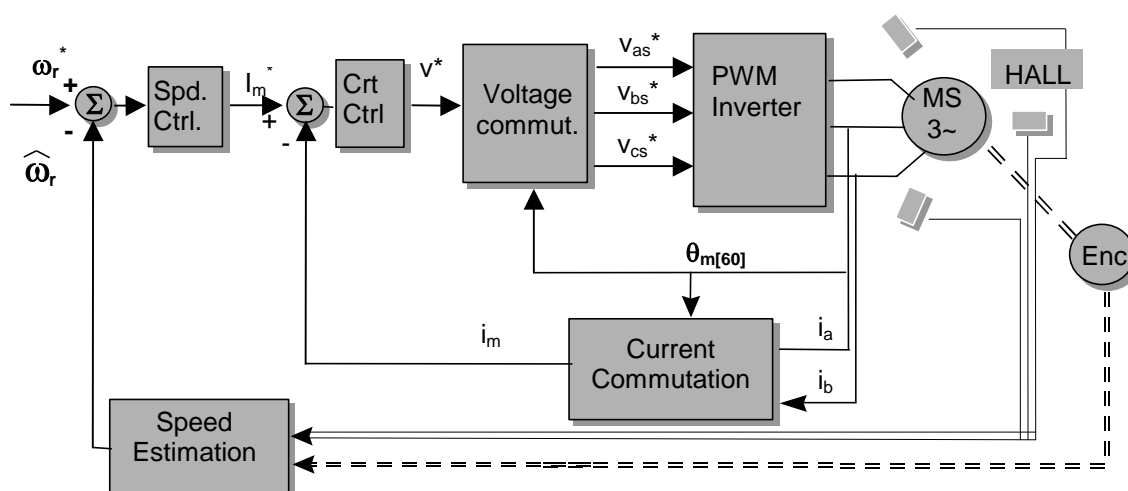 ωr*
+
Σ
-
ω̂r
Spd.
Ctrl.
Im*
Σ
+
-
Crt
Ctrl
v*
Voltage
commut.
vas*
vbs*
vcs*
PWM
Inverter
MS
3~
HALL
Enc
θm[60]
im
Current
Commutation
ia
ib
Speed
Estimation